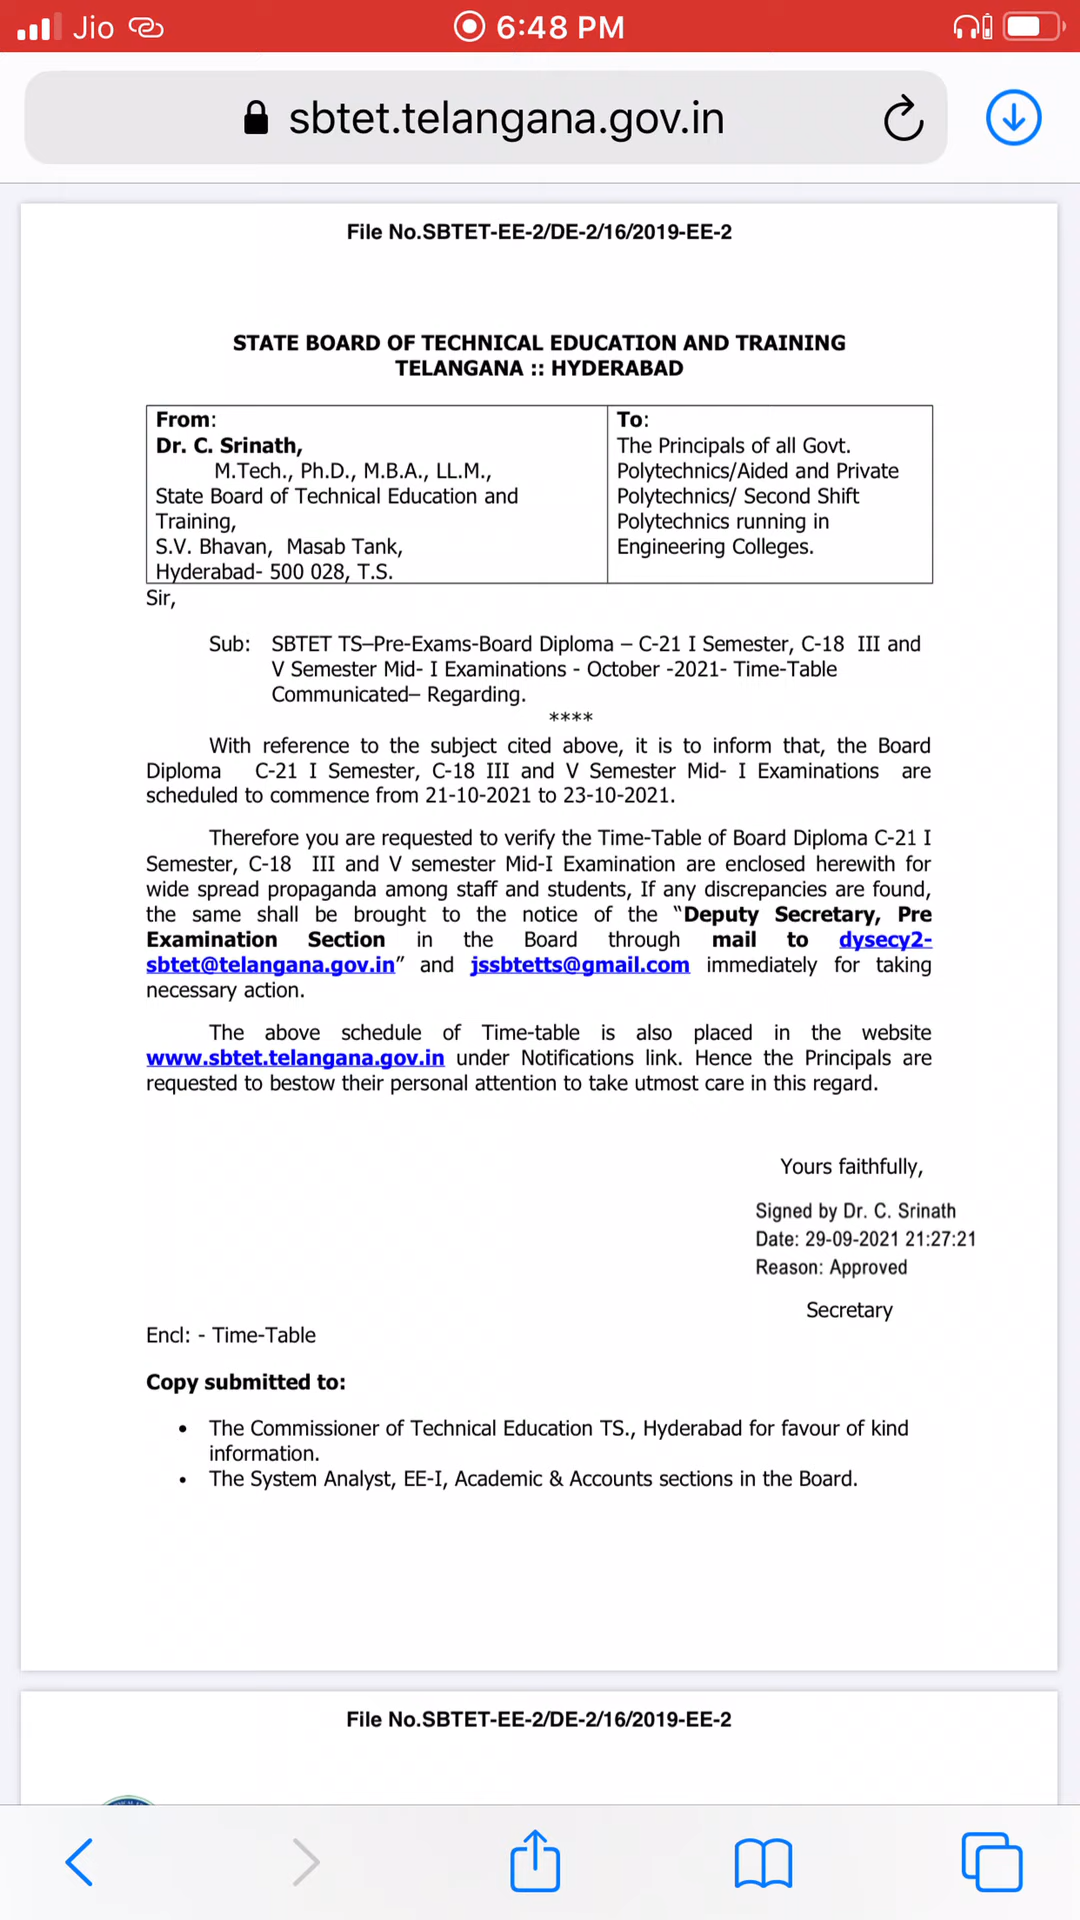 Jio 6:48 PM
sbtet.telangana.gov.in
File No.SBTET-EE-2/DE-2/16/2019-EE-2
STATE BOARD OF TECHNICAL EDUCATION AND TRAINING
TELANGANA :: HYDERABAD
From:
Dr. C. Srinath,
M.Tech., Ph.D., M.B.A., LL.M.,
State Board of Technical Education and
Training,
S.V. Bhavan, Masab Tank,
Hyderabad- 500 028, T.S.
To:
The Principals of all Govt.
Polytechnics/Aided and Private
Polytechnics/ Second Shift
Polytechnics running in
Engineering Colleges.
Sir,
Sub: SBTET TS–Pre-Exams-Board Diploma – C-21 I Semester, C-18 III and
V Semester Mid- I Examinations - October -2021- Time-Table
Communicated– Regarding.
****
With reference to the subject cited above, it is to inform that, the Board
Diploma C-21 I Semester, C-18 III and V Semester Mid- I Examinations are
scheduled to commence from 21-10-2021 to 23-10-2021.
Therefore you are requested to verify the Time-Table of Board Diploma C-21 I
Semester, C-18 III and V semester Mid-I Examination are enclosed herewith for
wide spread propaganda among staff and students, If any discrepancies are found,
the same shall be brought to the notice of the “Deputy Secretary, Pre
Examination Section in the Board through mail to dysecy2-
sbtet@telangana.gov.in” and jssbtetts@gmail.com immediately for taking
necessary action.
The above schedule of Time-table is also placed in the website
www.sbtet.telangana.gov.in under Notifications link. Hence the Principals are
requested to bestow their personal attention to take utmost care in this regard.
Yours faithfully,
Signed by Dr. C. Srinath
Date: 29-09-2021 21:27:21
Reason: Approved
Secretary
Encl: - Time-Table
Copy submitted to:
• The Commissioner of Technical Education TS., Hyderabad for favour of kind
information.
• The System Analyst, EE-I, Academic & Accounts sections in the Board.
File No.SBTET-EE-2/DE-2/16/2019-EE-2